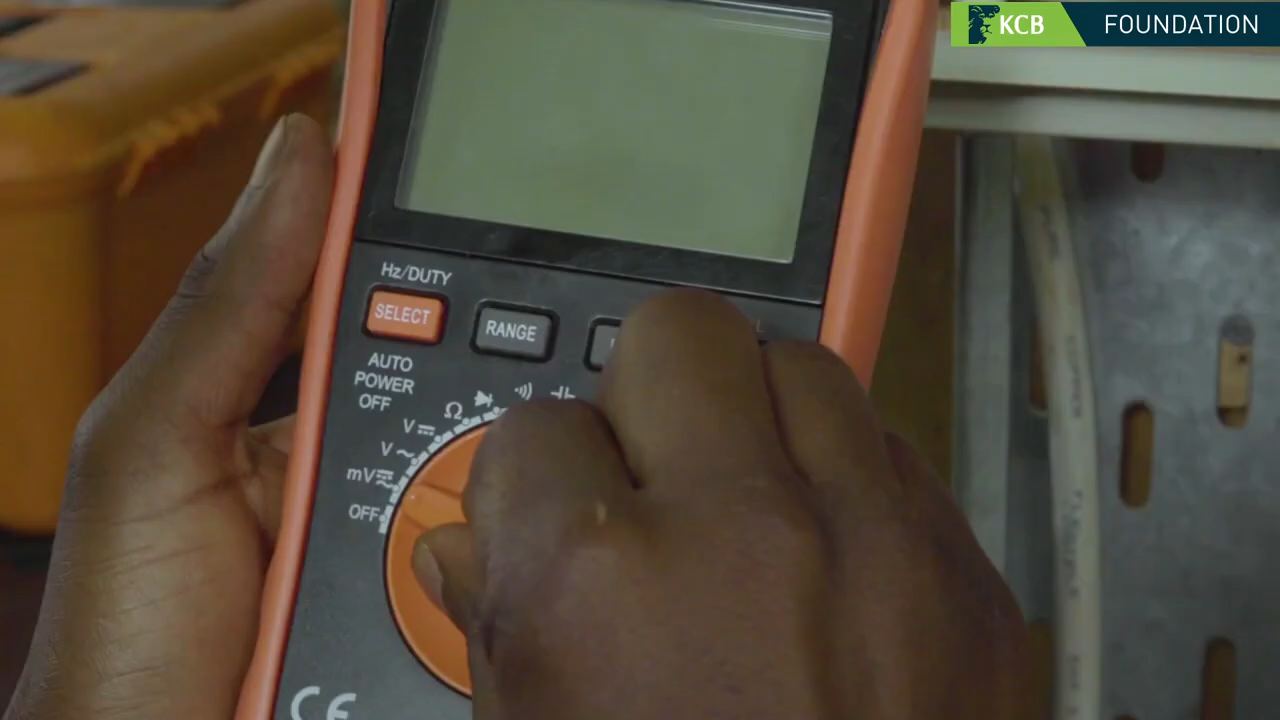 KCB FOUNDATION
Hz/DUTY
SELECT
RANGE
AUTO
POWER
OFF
Ω
V
V
mV
OFF
CE